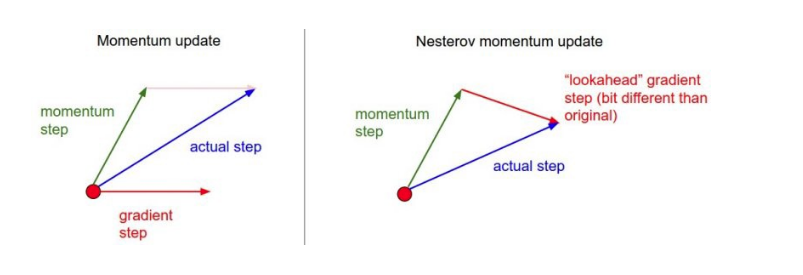 Momentum update
momentum
step
actual step
gradient
step
Nesterov momentum update
“lookahead” gradient
step (bit different than
original)
momentum
step
actual step